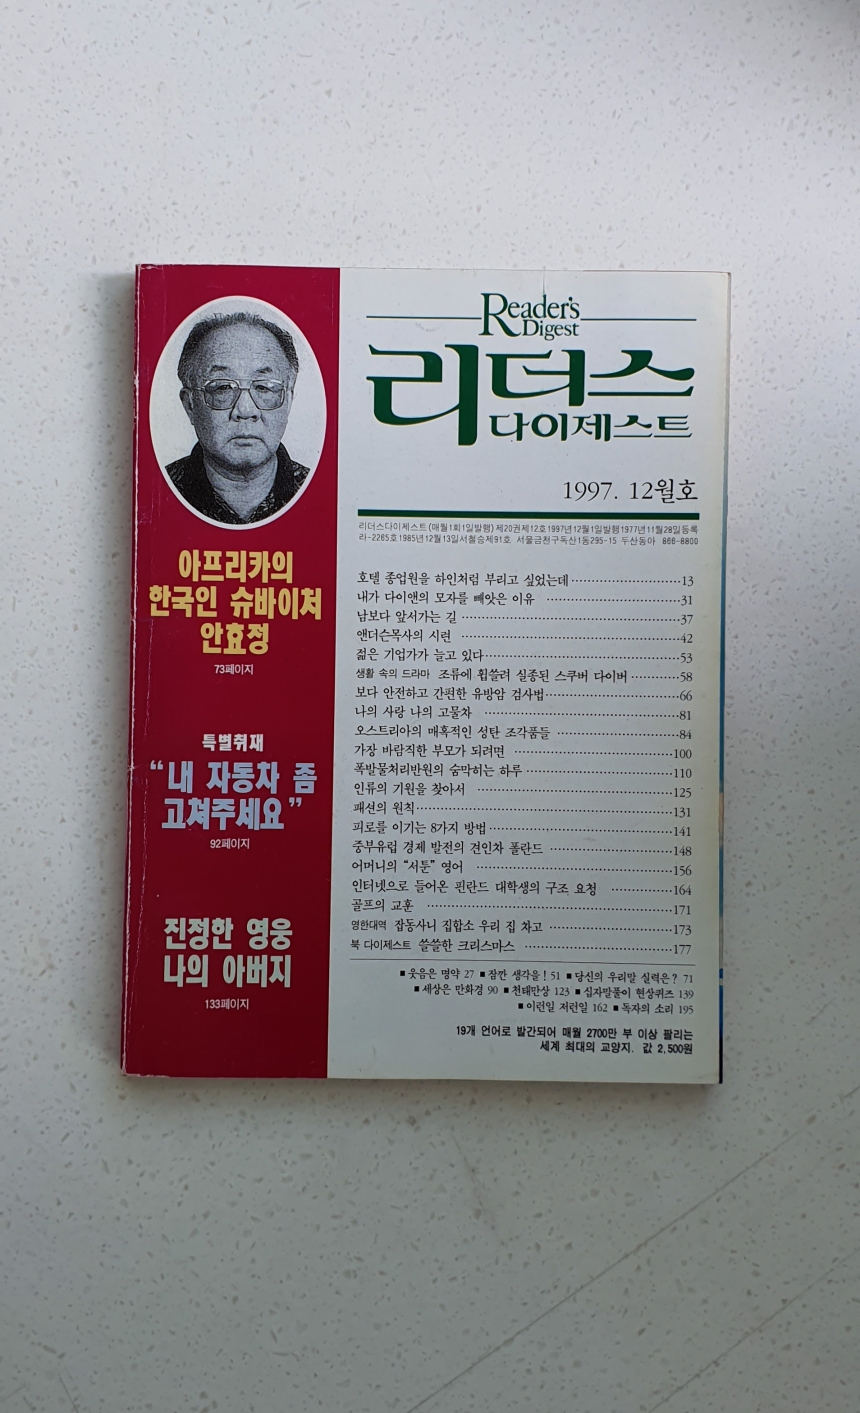 아프리카의
한국인 슈바이처
안효정
73페이지
특별취재
“내 자동차 좀
고쳐주세요”
92페이지
진정한 영웅
나의 아버지
133페이지
Reader's
Digest
리더스
다이제스트
1997. 12월호
리더스다이제스트(매월1회1일발행)제20권제12호1997년12월1일발행1977년11월28일등록
라-2265호1985년12월13일서철승제91호 서울금천구독산1동295-15 두산동아 866-8800
호텔 종업원을 하인처럼 부리고 싶었는데 13
내가 다이앤의 모자를 빼앗은 이유 31
남보다 앞서가는 길 37
앤더슨목사의 시련 42
젊은 기업가가 늘고 있다 53
생활 속의 드라마 조류에 휩쓸려 실종된 스쿠버 다이버 58
보다 안전하고 간편한 유방암 검사법 66
나의 사랑 나의 고물차 81
오스트리아의 매혹적인 성탄 조각품들 84
가장 바람직한 부모가 되려면 100
폭발물처리반원의 숨막히는 하루 110
인류의 기원을 찾아서 125
패션의 원칙 131
피로를 이기는 8가지 방법 141
중부유럽 경제 발전의 견인차 폴란드 148
어머니의 “서툰” 영어 156
인터넷으로 들어온 핀란드 대학생의 구조 요청 164
골프의 교훈 171
영한대역 잡동사니 집합소 우리 집 차고 173
북 다이제스트 쓸쓸한 크리스마스 177
■ 웃음은 명약 27 ■ 잠깐 생각을! 51 ■ 당신의 우리말 실력은? 71
■ 세상은 만화경 90 ■ 천태만상 123 ■ 십자말풀이 현상퀴즈 139
■ 이런일 저런일 162 ■ 독자의 소리 195
19개 언어로 발간되어 매월 2700만 부 이상 팔리는
세계 최대의 교양지. 값 2,500원